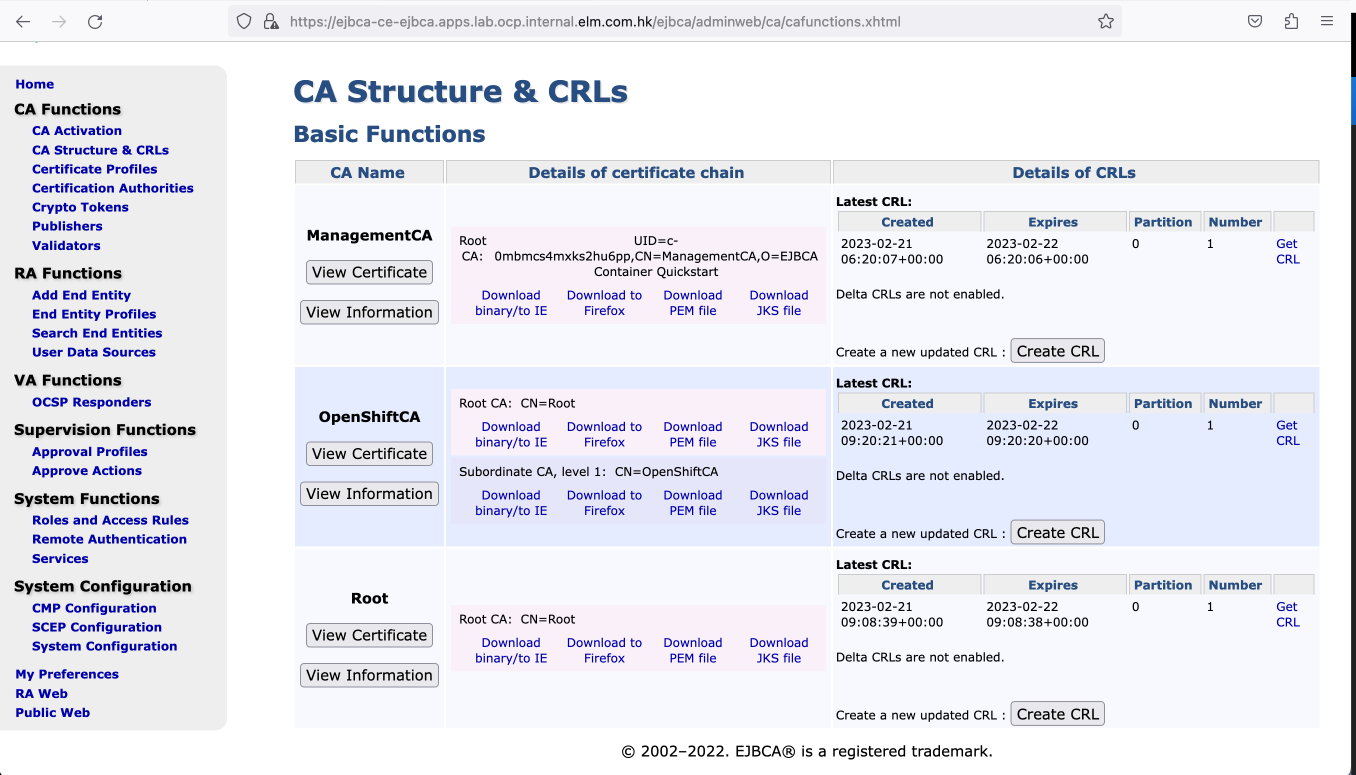 https://ejbca-ce-ejbca.apps.lab.ocp.internal.elm.com.hk/ejbca/adminweb/ca/cafunctions.xhtml
Home
CA Functions
CA Activation
CA Structure & CRLs
Certificate Profiles
Certification Authorities
Crypto Tokens
Publishers
Validators
RA Functions
Add End Entity
End Entity Profiles
Search End Entities
User Data Sources
VA Functions
OCSP Responders
Supervision Functions
Approval Profiles
Approve Actions
System Functions
Roles and Access Rules
Remote Authentication
Services
System Configuration
CMP Configuration
SCEP Configuration
System Configuration
My Preferences
RA Web
Public Web
CA Structure & CRLs
Basic Functions
CA Name Details of certificate chain Details of CRLs
ManagementCA
View Certificate
View Information
Root UID=c-
CA: 0mbmcs4mxks2hu6pp,CN=ManagementCA,O=EJBCA
Container Quickstart
Download Download to Download Download
binary/to IE Firefox PEM file JKS file
Latest CRL:
Created Expires Partition Number
2023-02-21 2023-02-22 0 1 Get
06:20:07+00:00 06:20:06+00:00 CRL
Delta CRLs are not enabled.
Create a new updated CRL : Create CRL
OpenShiftCA
View Certificate
View Information
Root CA: CN=Root
Download Download to Download Download
binary/to IE Firefox PEM file JKS file
Subordinate CA, level 1: CN=OpenShiftCA
Download Download to Download Download
binary/to IE Firefox PEM file JKS file
Latest CRL:
Created Expires Partition Number
2023-02-21 2023-02-22 0 1 Get
09:20:21+00:00 09:20:20+00:00 CRL
Delta CRLs are not enabled.
Create a new updated CRL : Create CRL
Root
View Certificate
View Information
Root CA: CN=Root
Download Download to Download Download
binary/to IE Firefox PEM file JKS file
Latest CRL:
Created Expires Partition Number
2023-02-21 2023-02-22 0 1 Get
09:08:39+00:00 09:08:38+00:00 CRL
Delta CRLs are not enabled.
Create a new updated CRL : Create CRL
© 2002–2022. EJBCA® is a registered trademark.